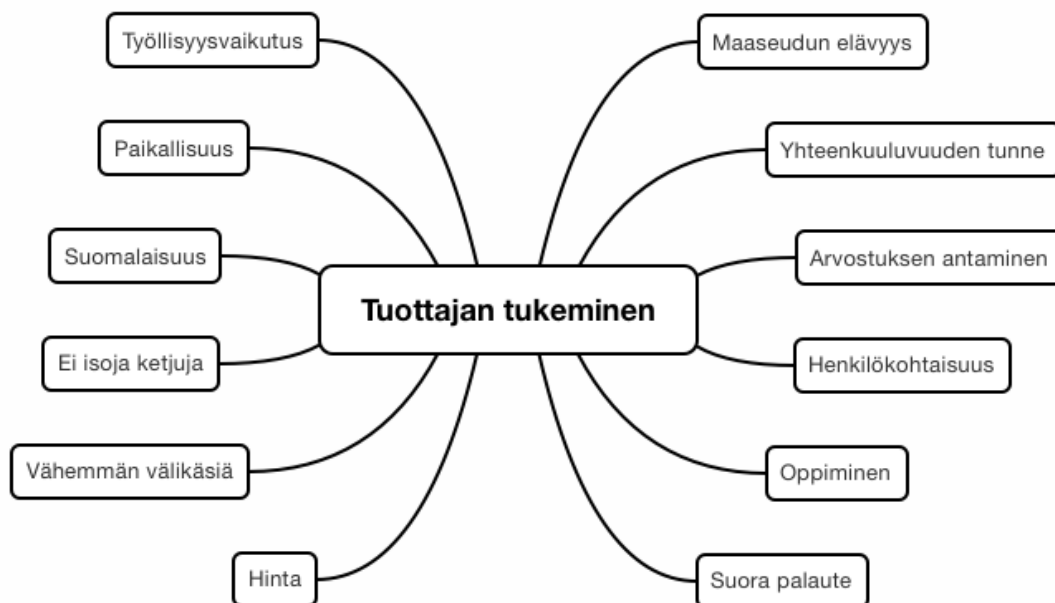 Työllisyysvaikutus
Maaseudun elävyys
Paikallisuus
Yhteenkuuluvuuden tunne
Suomalaisuus
Arvostuksen antaminen
Tuottajan tukeminen
Ei isoja ketjuja
Henkilökohtaisuus
Vähemmän välikäsiä
Oppiminen
Hinta
Suora palaute